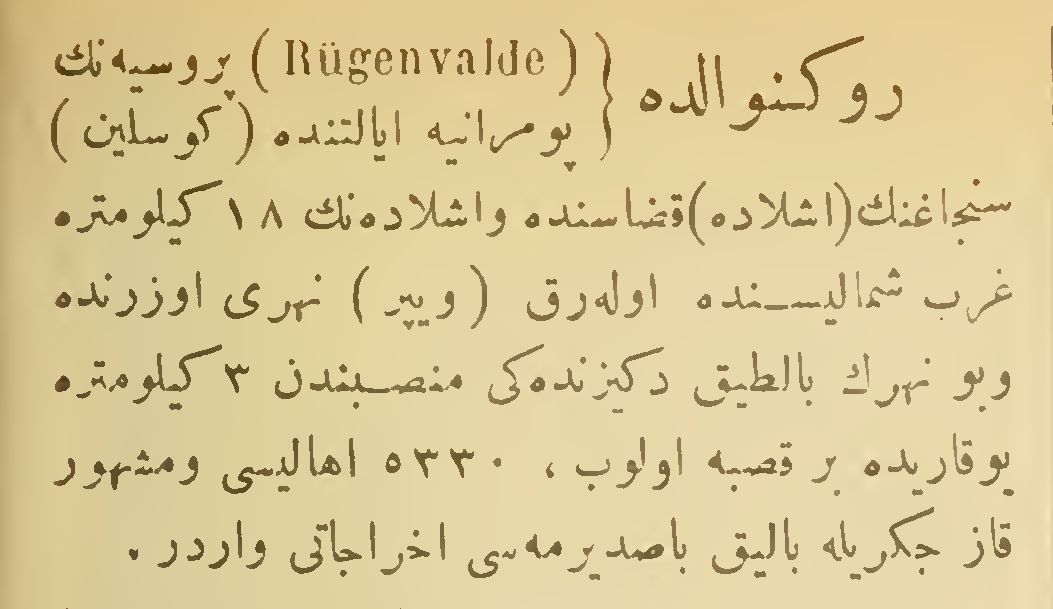 روکنوالده { (Rügenvalde) پروسیه‌نك
پومرانیه ایالتنده (کوسلین)
سنجاغنك (اشلاده) قضاسنده واشلاده‌نك ۱۸ کیلومتره
غرب شمالیسنده اوله‌رق (ویپر) نهری اوزرنده
وبو نهرك بالطیق دکیزنده‌کی منصبندن ۳ کیلومتره
یوقاریده بر قصبه اولوب، ۵۳۳۰ اهالیسی ومشهور
قاز جکریله بالیق باصدیرمه‌سی اخراجاتی واردر.